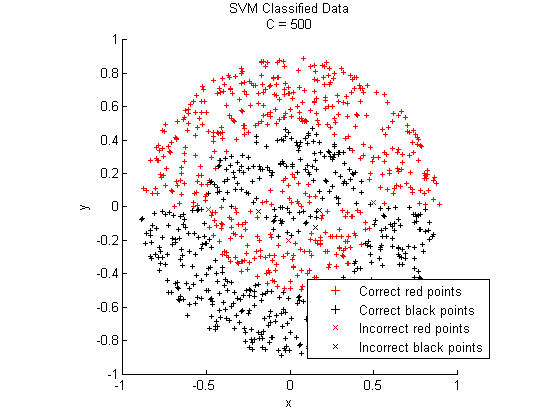 SVM Classified Data
C = 500
1
0.8
0.6
0.4
0.2
0
-0.2
-0.4
-0.6
-0.8
-1
y
-1
-0.5
0
0.5
1
x
Correct red points
Correct black points
Incorrect red points
Incorrect black points